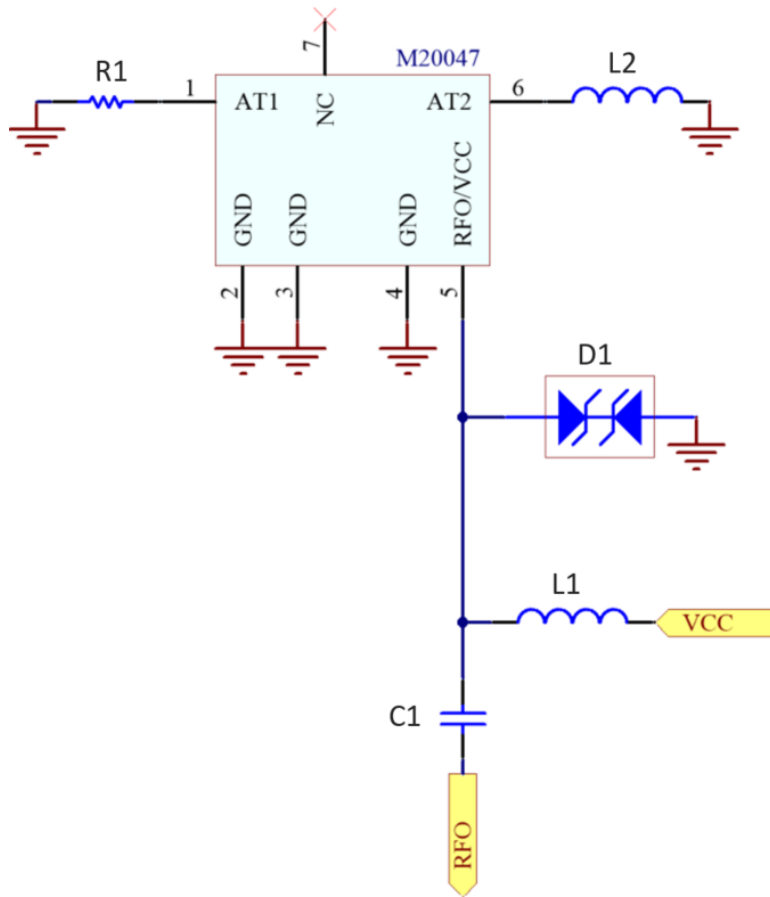 7
M20047
R1
L2
1
AT1
NC
AT2
6
GND
GND
GND
RFO/VCC
2
3
4
5
D1
L1
VCC
C1
RFO